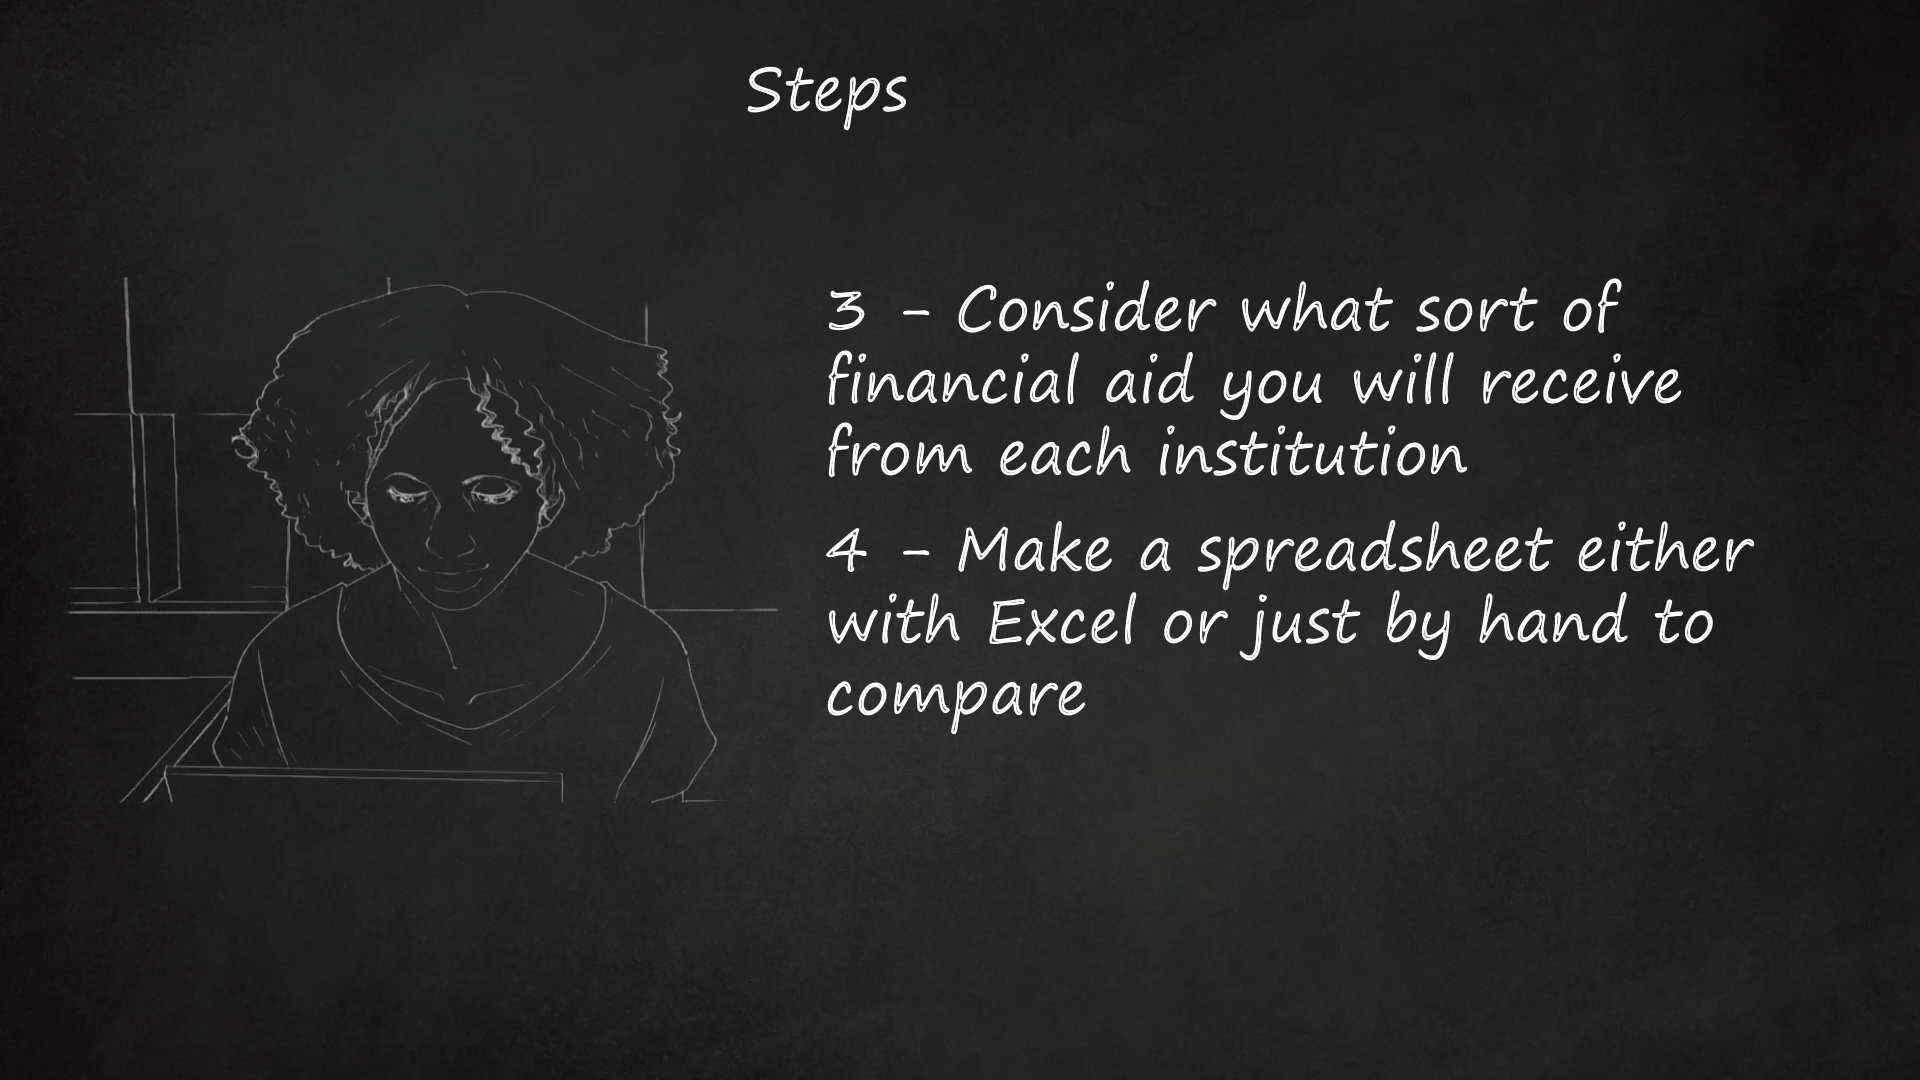 Steps
3 - Consider what sort of
financial aid you will receive
from each institution
4 - Make a spreadsheet either
with Excel or just by hand to
compare